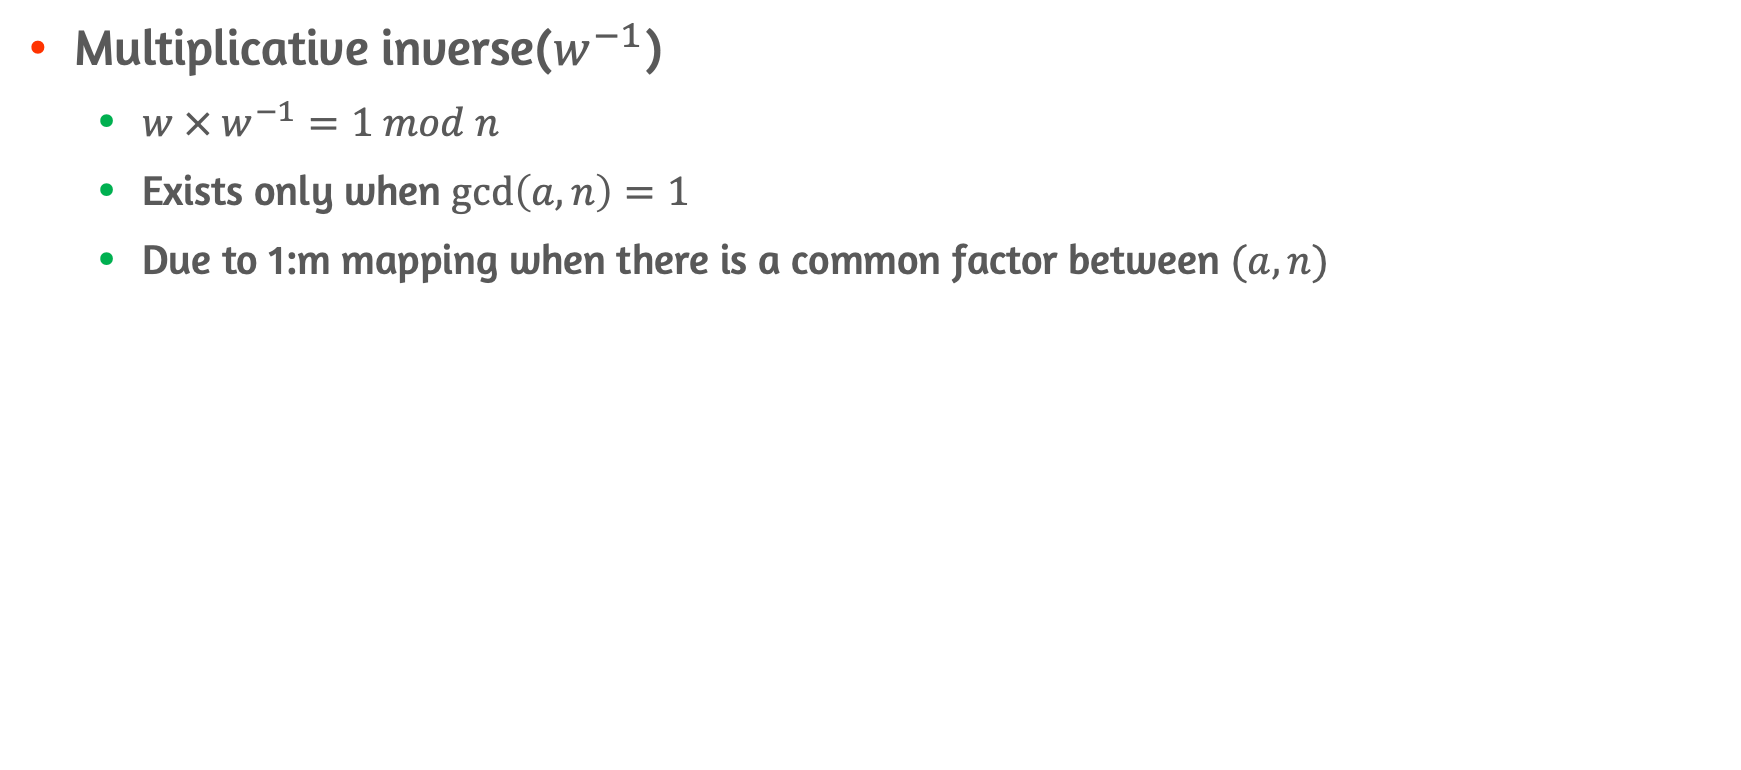 • Multiplicative inverse(w⁻¹)
• w × w⁻¹ = 1 mod n
• Exists only when gcd(a, n) = 1
• Due to 1:m mapping when there is a common factor between (a, n)